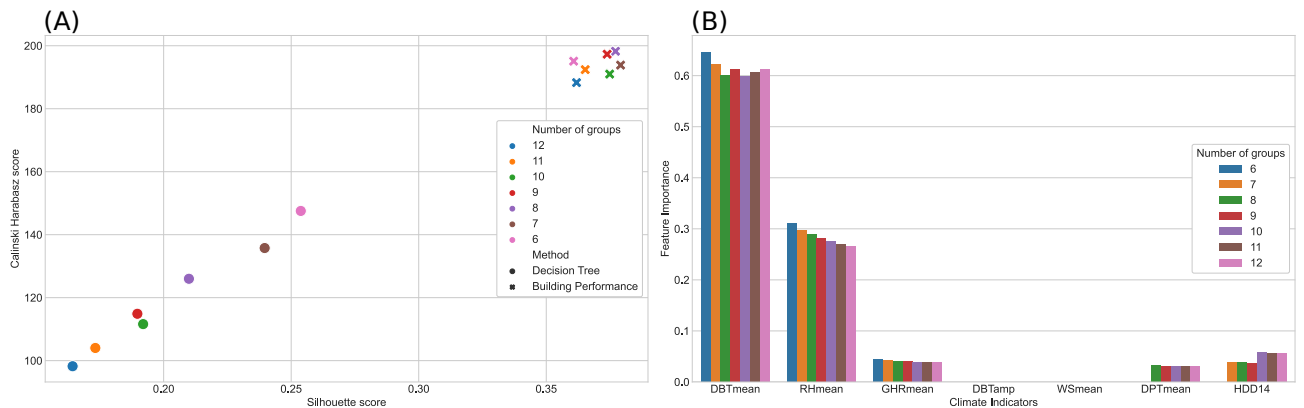 (A)
200
180
160
140
120
100
Calinski Harabasz score
0.20
0.25
0.30
0.35
Silhouette score
Number of groups
12
11
10
9
8
7
6
Method
Decision Tree
Building Performance
(B)
0.6
0.5
0.4
0.3
0.2
0.1
0.0
Feature Importance
DBTmean
RHmean
GHRmean
DBTamp
WSmean
DPTmean
HDD14
Climate Indicators
Number of groups
6
7
8
9
10
11
12